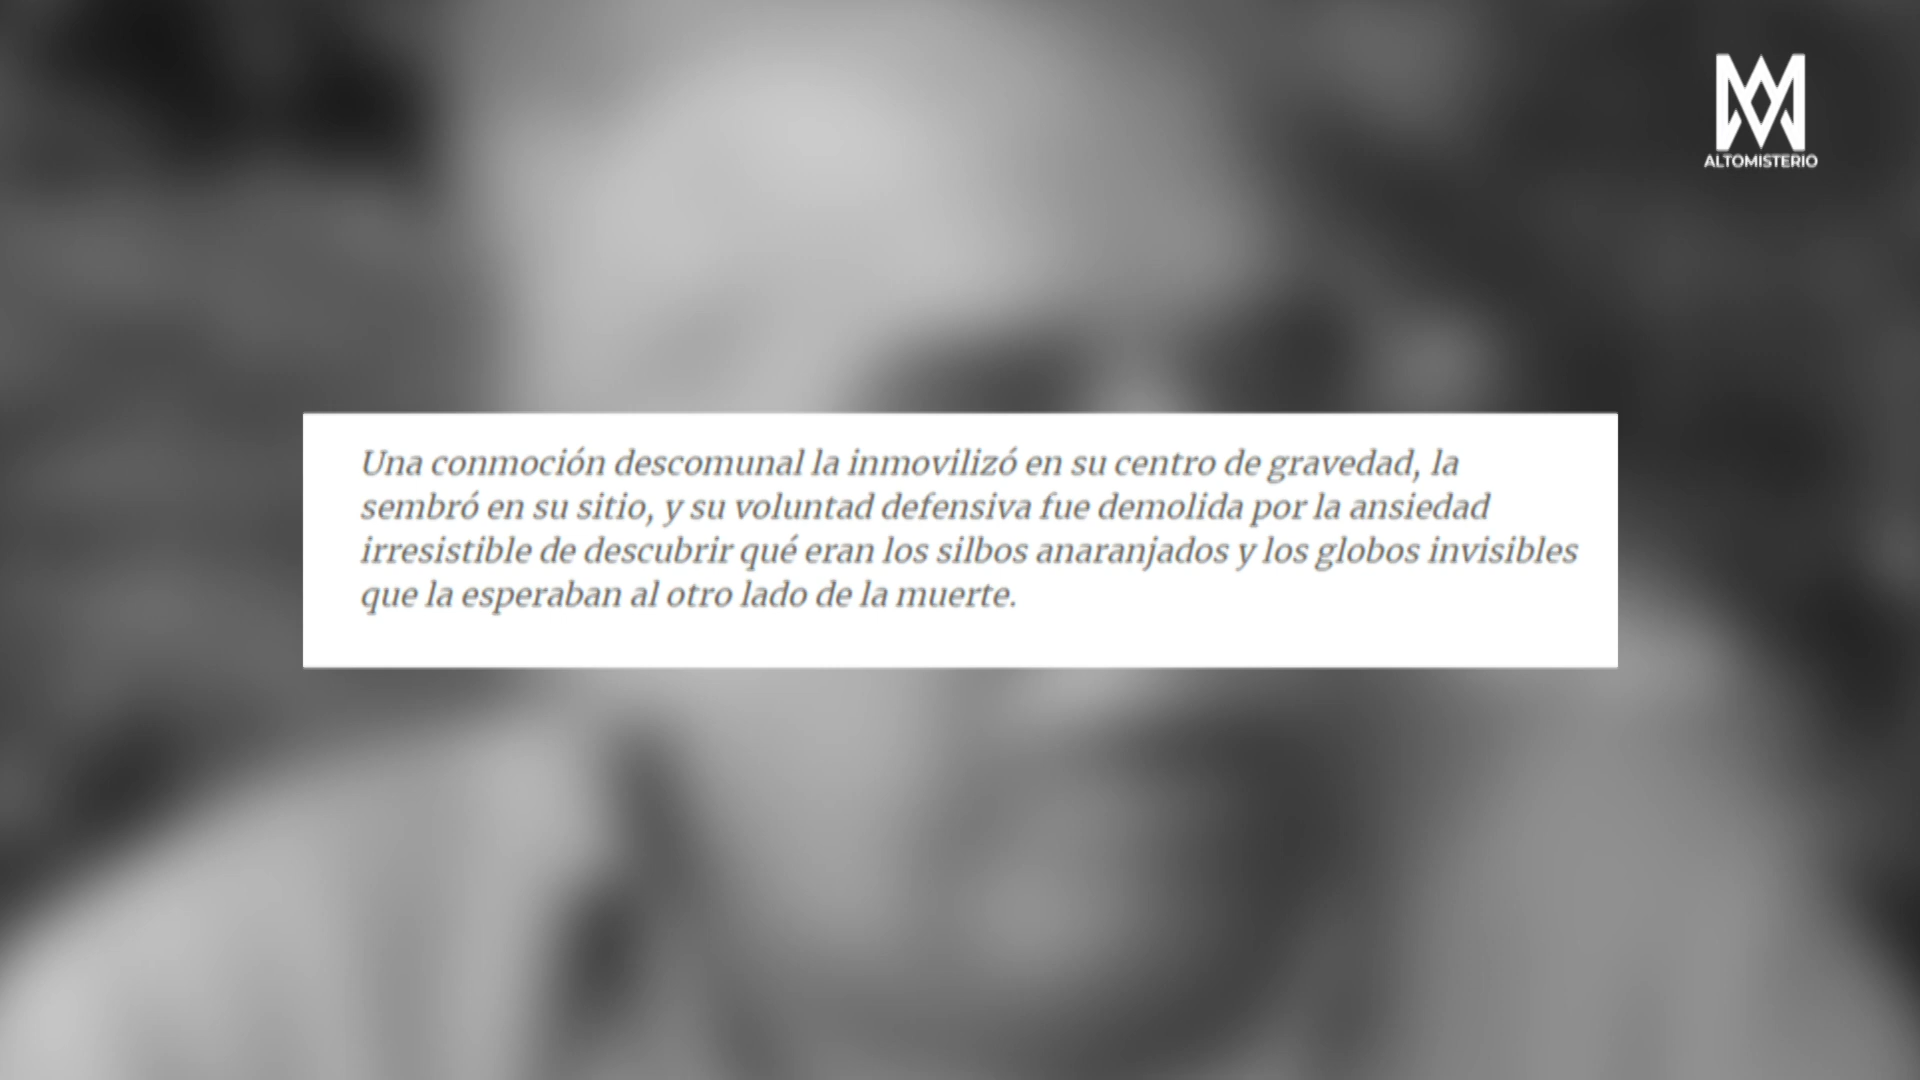 ALTOMISTERIO
Una conmoción descomunal la inmovilizó en su centro de gravedad, la
sembró en su sitio, y su voluntad defensiva fue demolida por la ansiedad
irresistible de descubrir qué eran los silbos anaranjados y los globos invisibles
que la esperaban al otro lado de la muerte.